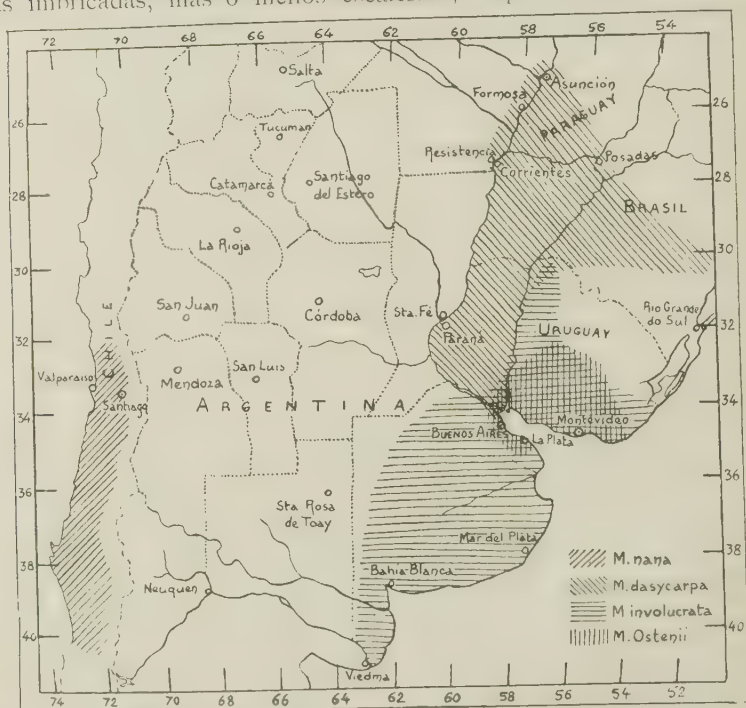 imbricadas, más o menos
72 70 68 66 64 62 60 58 56 54
Salta
Formosa
Asunción
PARAGUAY
26 26
Tucuman
Resistencia
Corrientes
Posadas
Catamarca
Santiago
del Estero
28 28
BRASIL
La Rioja
30 30
San Juan
Córdoba
Sta. Fé
Paraná
URUGUAY
Rio Grande
do Sul
32 32
CHILE
Valparaiso
Mendoza
San Luis
Santiago
ARGENTINA
34 34
BUENOS AIRES
La Plata
Montevideo
36 36
Sta Rosa
de Toay
Mar del Plata
Bahia Blanca
38 38
Neuquen
40 40
Viedma
M. nana
M. dasycarpa
M involucrata
M. Ostenii
74 72 70 68 66 64 62 60 58 56 54 52